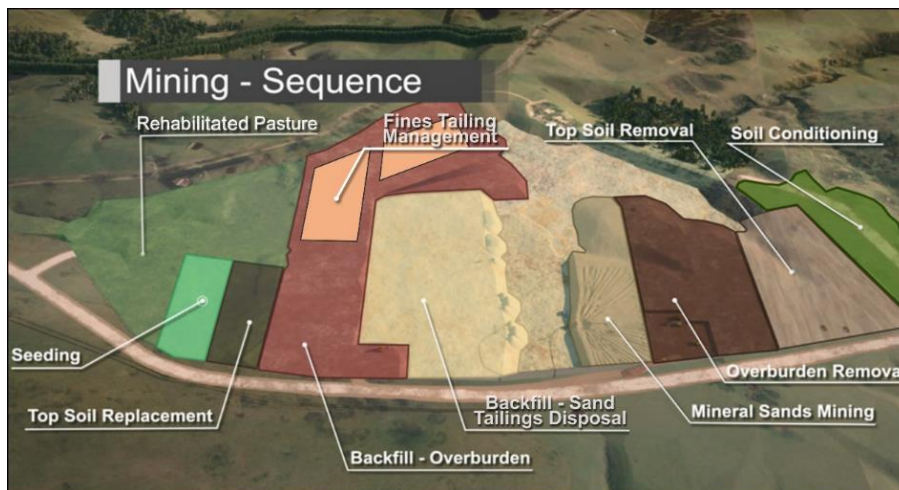 Mining - Sequence
Rehabilitated Pasture
Fines Tailing
Management
Top Soil Removal
Soil Conditioning
Seeding
Top Soil Replacement
Backfill - Overburden
Backfill - Sand
Tailings Disposal
Mineral Sands Mining
Overburden Remova